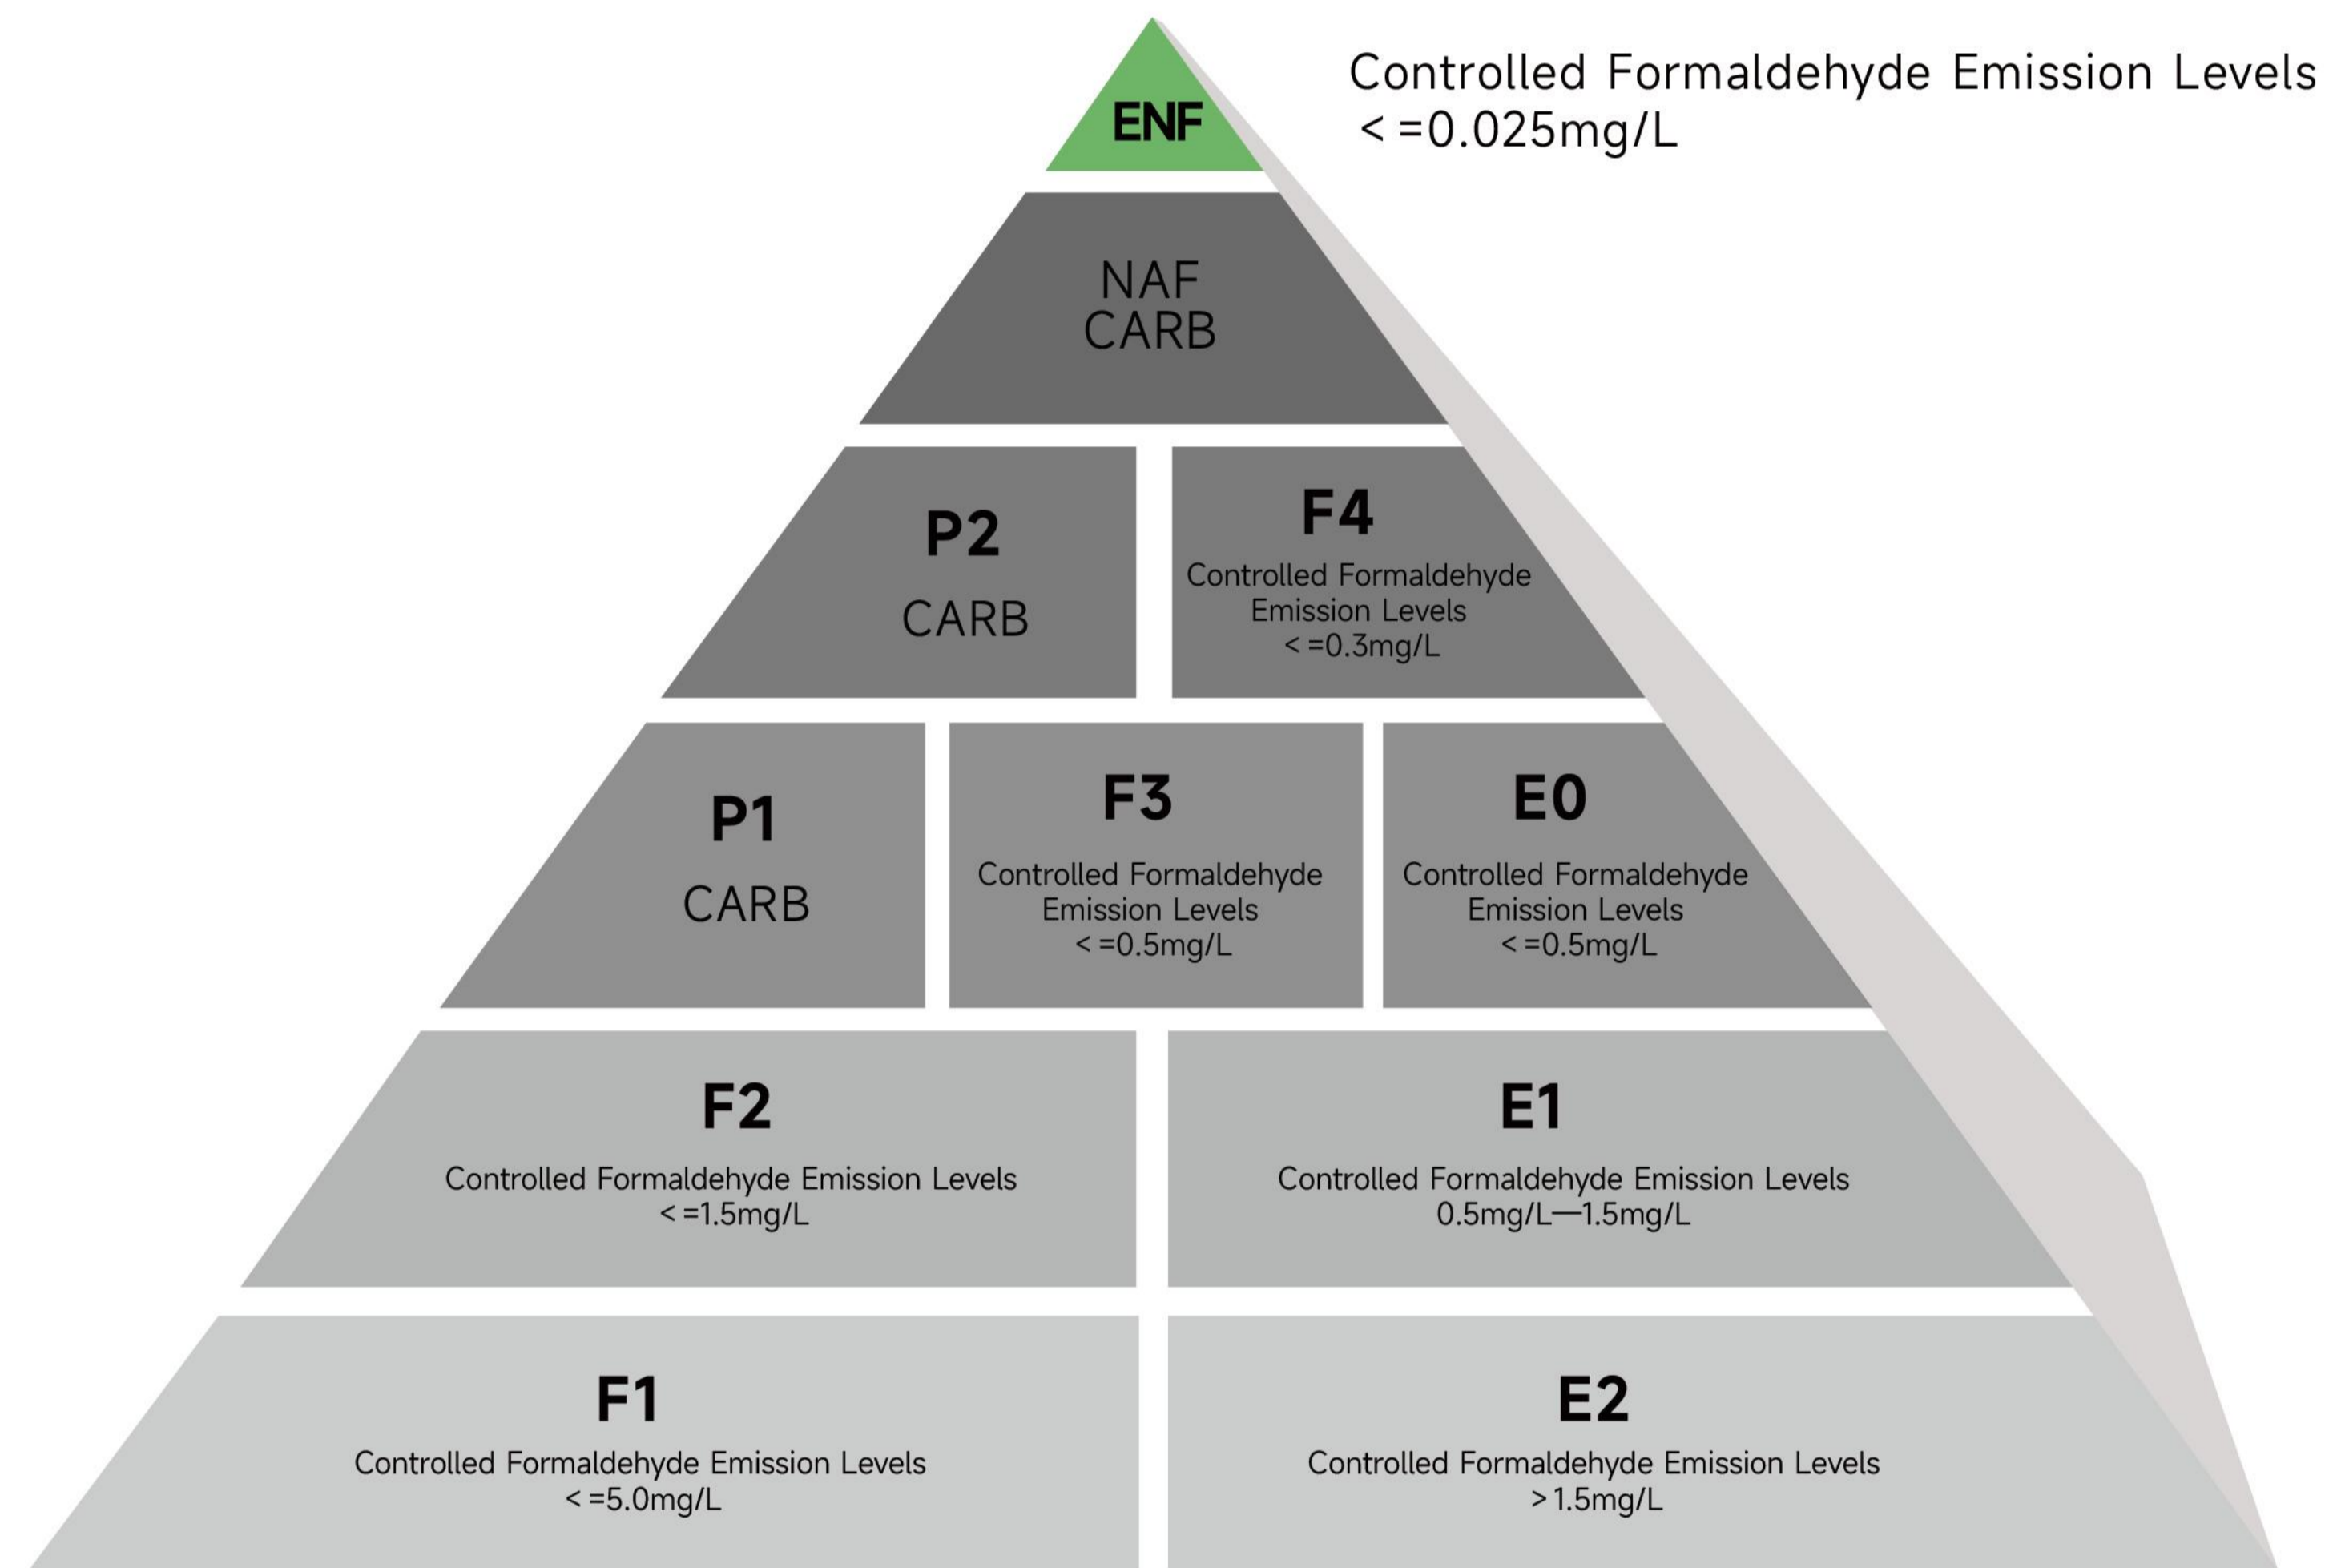 ENF
Controlled Formaldehyde Emission Levels
<=0.025mg/L
NAF
CARB
P2
CARB
F4
Controlled Formaldehyde
Emission Levels
<=0.3mg/L
P1
CARB
F3
Controlled Formaldehyde
Emission Levels
<=0.5mg/L
E0
Controlled Formaldehyde
Emission Levels
<=0.5mg/L
F2
Controlled Formaldehyde Emission Levels
<=1.5mg/L
E1
Controlled Formaldehyde Emission Levels
0.5mg/L—1.5mg/L
F1
Controlled Formaldehyde Emission Levels
<=5.0mg/L
E2
Controlled Formaldehyde Emission Levels
>1.5mg/L